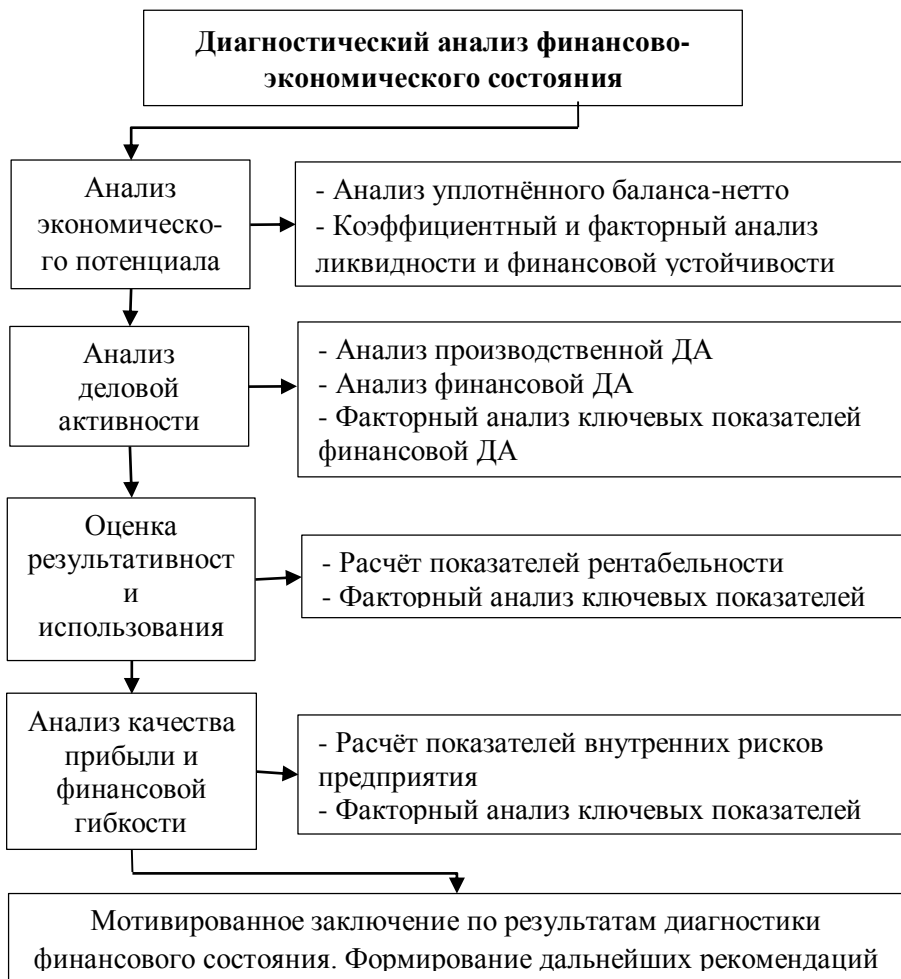 Диагностический анализ финансово-
экономического состояния
Анализ
экономическо-
го потенциала
- Анализ уплотнённого баланса-нетто
- Коэффициентный и факторный анализ
ликвидности и финансовой устойчивости
Анализ
деловой
активности
- Анализ производственной ДА
- Анализ финансовой ДА
- Факторный анализ ключевых показателей
финансовой ДА
Оценка
результативност
и
использования
- Расчёт показателей рентабельности
- Факторный анализ ключевых показателей
Анализ качества
прибыли и
финансовой
гибкости
- Расчёт показателей внутренних рисков
предприятия
- Факторный анализ ключевых показателей
Мотивированное заключение по результатам диагностики
финансового состояния. Формирование дальнейших рекомендаций